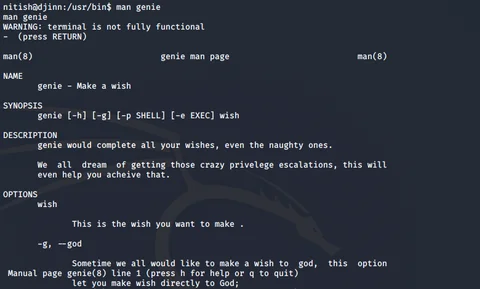 nitish@djinn:/usr/bin$ man genie
man genie
WARNING: terminal is not fully functional
-  (press RETURN)
man(8)                          genie man page                          man(8)
NAME
genie - Make a wish
SYNOPSIS
genie [-h] [-g] [-p SHELL] [-e EXEC] wish
DESCRIPTION
genie would complete all your wishes, even the naughty ones.
We  all  dream  of getting those crazy privelege escalations, this will
even help you acheive that.
OPTIONS
wish
This is the wish you want to make .
-g, --god
Sometime we all would like to make a wish to  god,  this  option
Manual page genie(8) line 1 (press h for help or q to quit)
let you make wish directly to God;